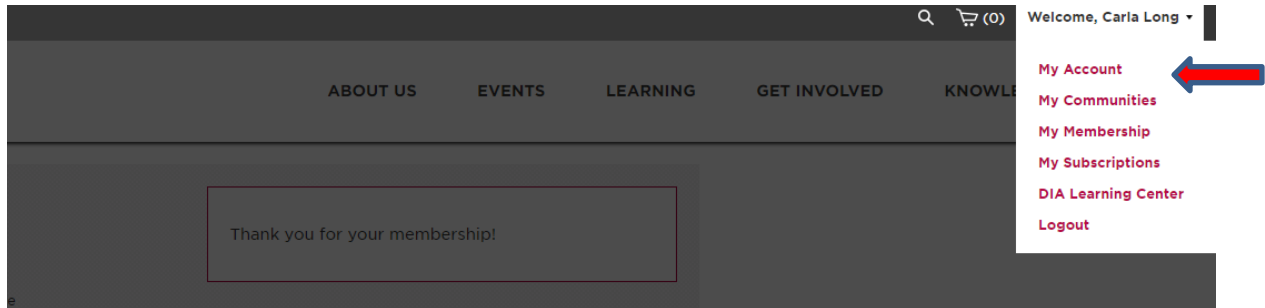 (0) Welcome, Carla Long
ABOUT US EVENTS LEARNING GET INVOLVED KNOWLE
My Account
My Communities
My Membership
My Subscriptions
DIA Learning Center
Logout
Thank you for your membership!
e